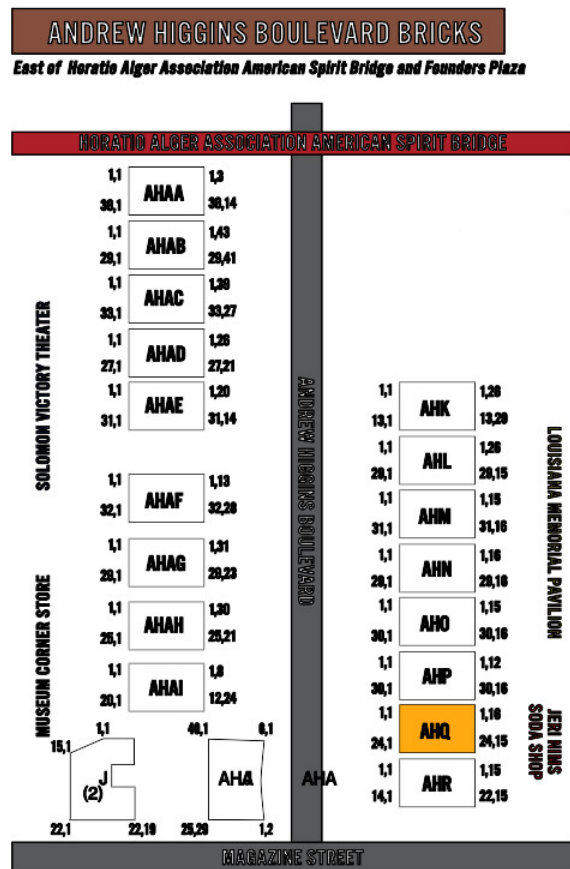 ANDREW HIGGINS BOULEVARD BRICKS
East of Horatio Alger Association American Spirit Bridge and Founders Plaza
HORATIO ALGER ASSOCIATION AMERICAN SPIRIT BRIDGE
SOLOMON VICTORY THEATER
MUSEUM CORNER STORE
1,1 1,3
AHAA
38,1 38,14
1,1 1,43
AHAB
29,1 29,41
1,1 1,39
AHAC
33,1 33,27
1,1 1,26
AHAD
27,1 27,21
1,1 1,20
AHAE
31,1 31,14
1,1 1,13
AHAF
32,1 32,28
1,1 1,31
AHAG
29,1 29,23
1,1 1,30
AHAH
25,1 25,21
1,1 1,8
AHAI
20,1 12,24
1,1
15,1
J
(2)
22,1 22,19
40,1 6,1
AHA
25,29 1,2
ANDREW HIGGINS BOULEVARD
AHA
1,1 1,26
AHK
13,1 13,29
1,1 1,26
AHL
29,1 29,15
1,1 1,15
AHM
31,1 31,16
1,1 1,16
AHN
29,1 29,16
1,1 1,15
AHO
30,1 30,16
1,1 1,12
AHP
30,1 30,16
1,1 1,16
AHQ
24,1 24,15
1,1 1,15
AHR
14,1 22,15
LOUISIANA MEMORIAL PAVILION
JERI NIMS
SODA SHOP
MAGAZINE STREET